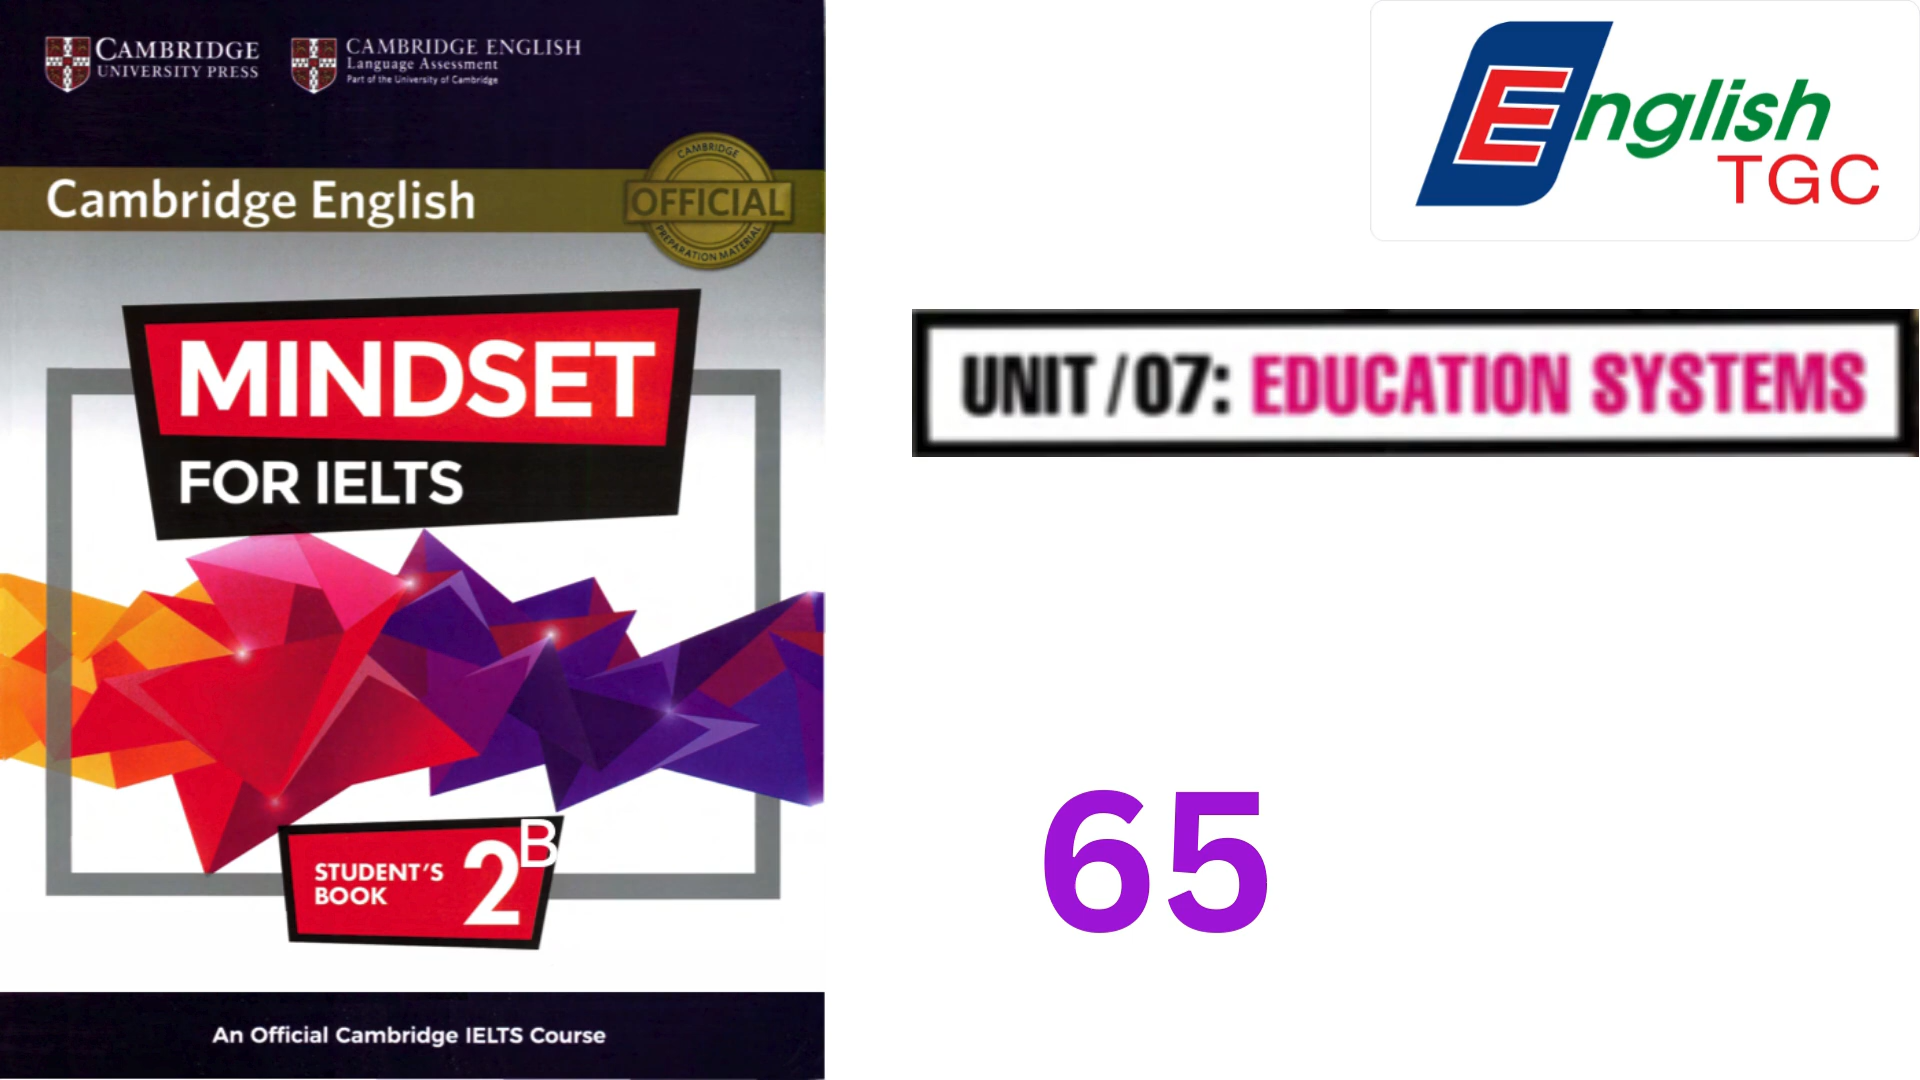 CAMBRIDGE
UNIVERSITY PRESS
CAMBRIDGE ENGLISH
Language Assessment
Part of the University of Cambridge
Cambridge English
CAMBRIDGE
OFFICIAL
PREPARATION MATERIAL
MINDSET
FOR IELTS
STUDENT'S
BOOK
2B
An Official Cambridge IELTS Course
English
TGC
UNIT / 07: EDUCATION SYSTEMS
65